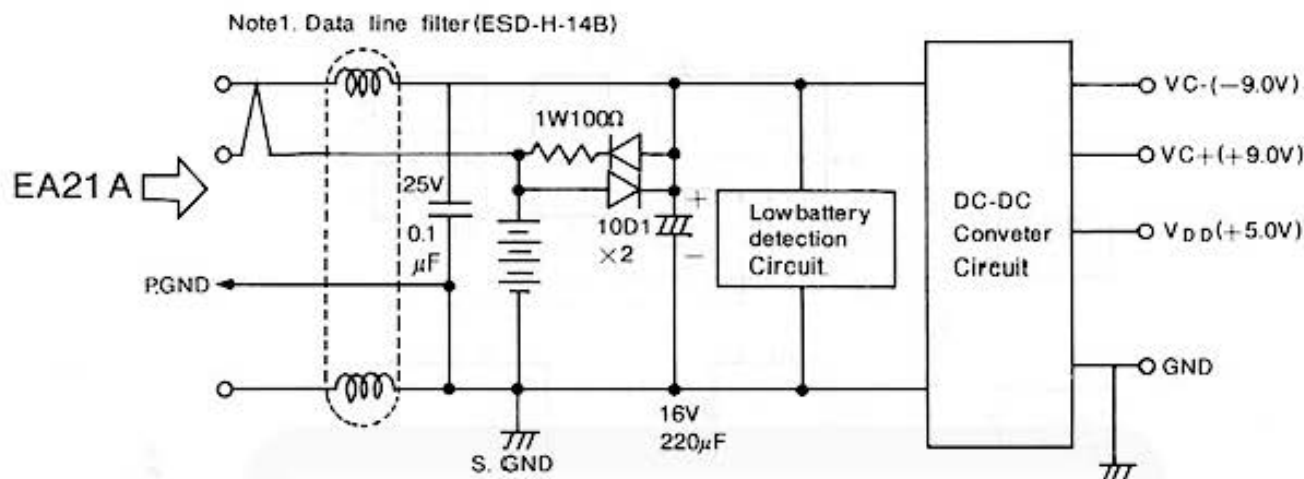 Note1. Data line filter(ESD-H-14B)
EA21A
P.GND
25V
0.1
μF
1W100Ω
10D1
×2
+
−
16V
220μF
S. GND
Lowbattery
detection
Circuit.
DC-DC
Conveter
Circuit
VC-(−9.0V)
VC+(+9.0V)
VDD(+5.0V)
GND